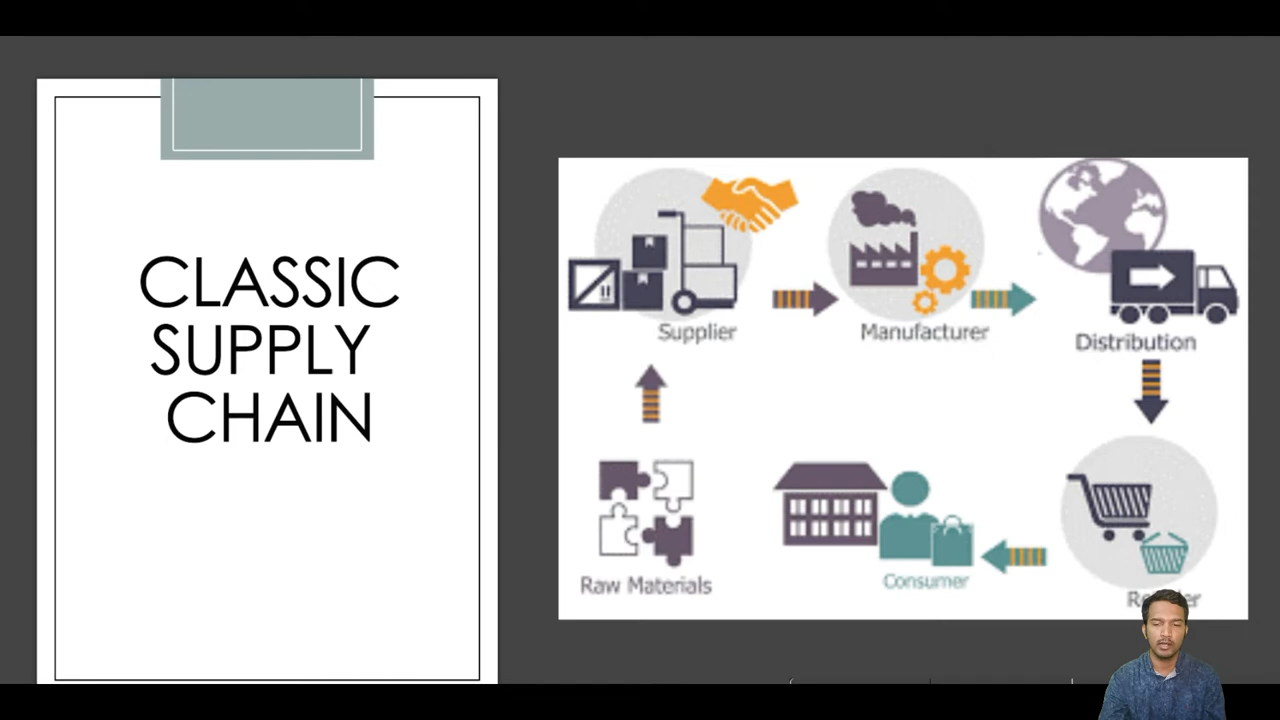 CLASSIC
SUPPLY
CHAIN
Supplier
Manufacturer
Distribution
Raw Materials
Consumer